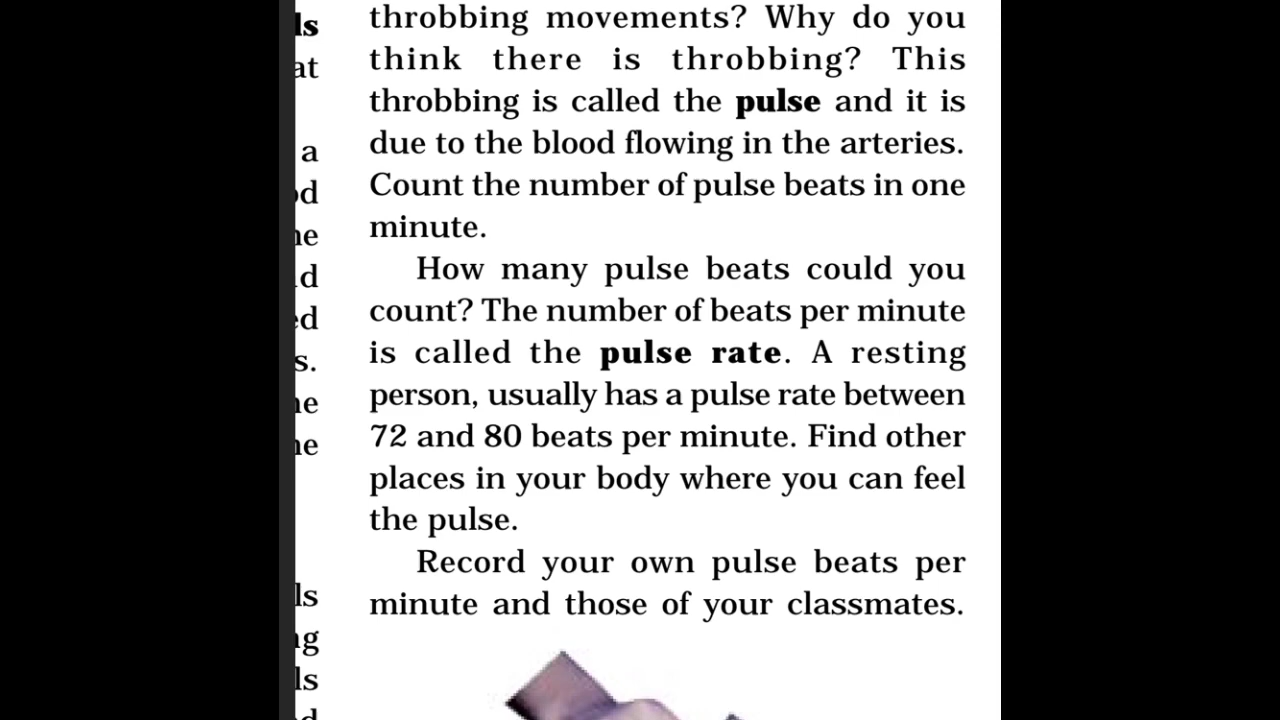 throbbing movements? Why do you
think there is throbbing? This
throbbing is called the pulse and it is
due to the blood flowing in the arteries.
Count the number of pulse beats in one
minute.
How many pulse beats could you
count? The number of beats per minute
is called the pulse rate. A resting
person, usually has a pulse rate between
72 and 80 beats per minute. Find other
places in your body where you can feel
the pulse.
Record your own pulse beats per
minute and those of your classmates.